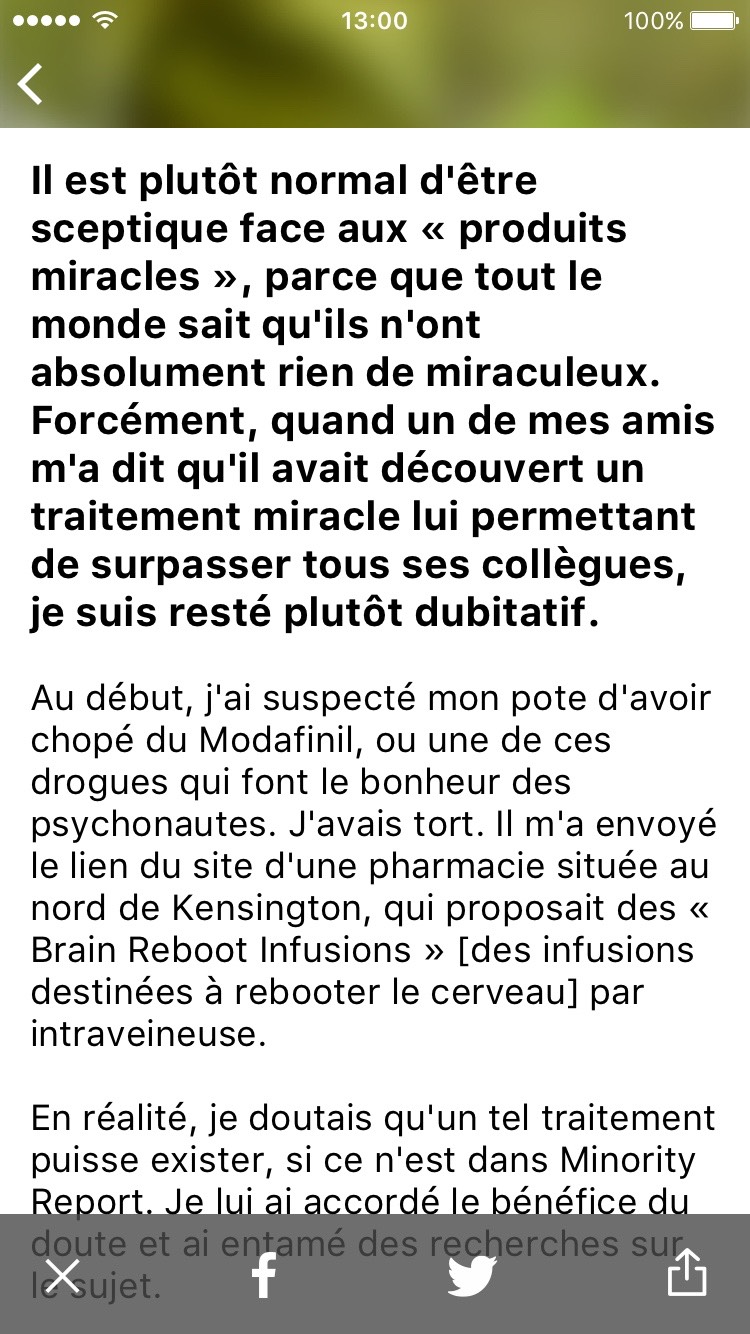 13:00
100%
Il est plutôt normal d'être
sceptique face aux « produits
miracles », parce que tout le
monde sait qu'ils n'ont
absolument rien de miraculeux.
Forcément, quand un de mes amis
m'a dit qu'il avait découvert un
traitement miracle lui permettant
de surpasser tous ses collègues,
je suis resté plutôt dubitatif.
Au début, j'ai suspecté mon pote d'avoir
chopé du Modafinil, ou une de ces
drogues qui font le bonheur des
psychonautes. J'avais tort. Il m'a envoyé
le lien du site d'une pharmacie située au
nord de Kensington, qui proposait des «
Brain Reboot Infusions » [des infusions
destinées à rebooter le cerveau] par
intraveineuse.
En réalité, je doutais qu'un tel traitement
puisse exister, si ce n'est dans Minority
Report. Je lui ai accordé le bénéfice du
doute et ai entamé des recherches sur
le sujet.